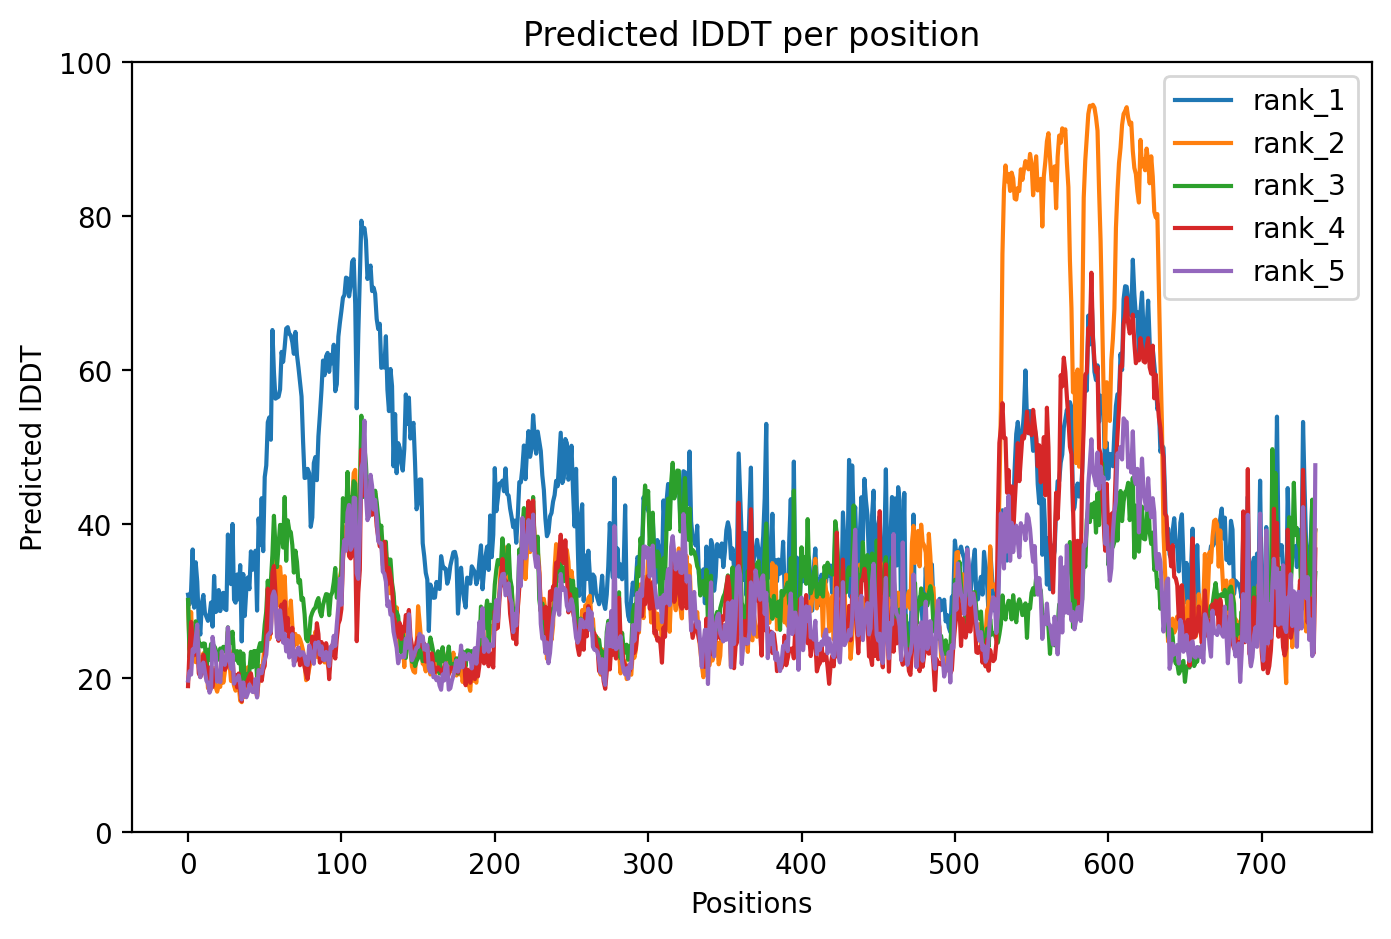 Predicted lDDT per position
100
80
60
40
20
0
Predicted lDDT
0 100 200 300 400 500 600 700
Positions
rank_1
rank_2
rank_3
rank_4
rank_5